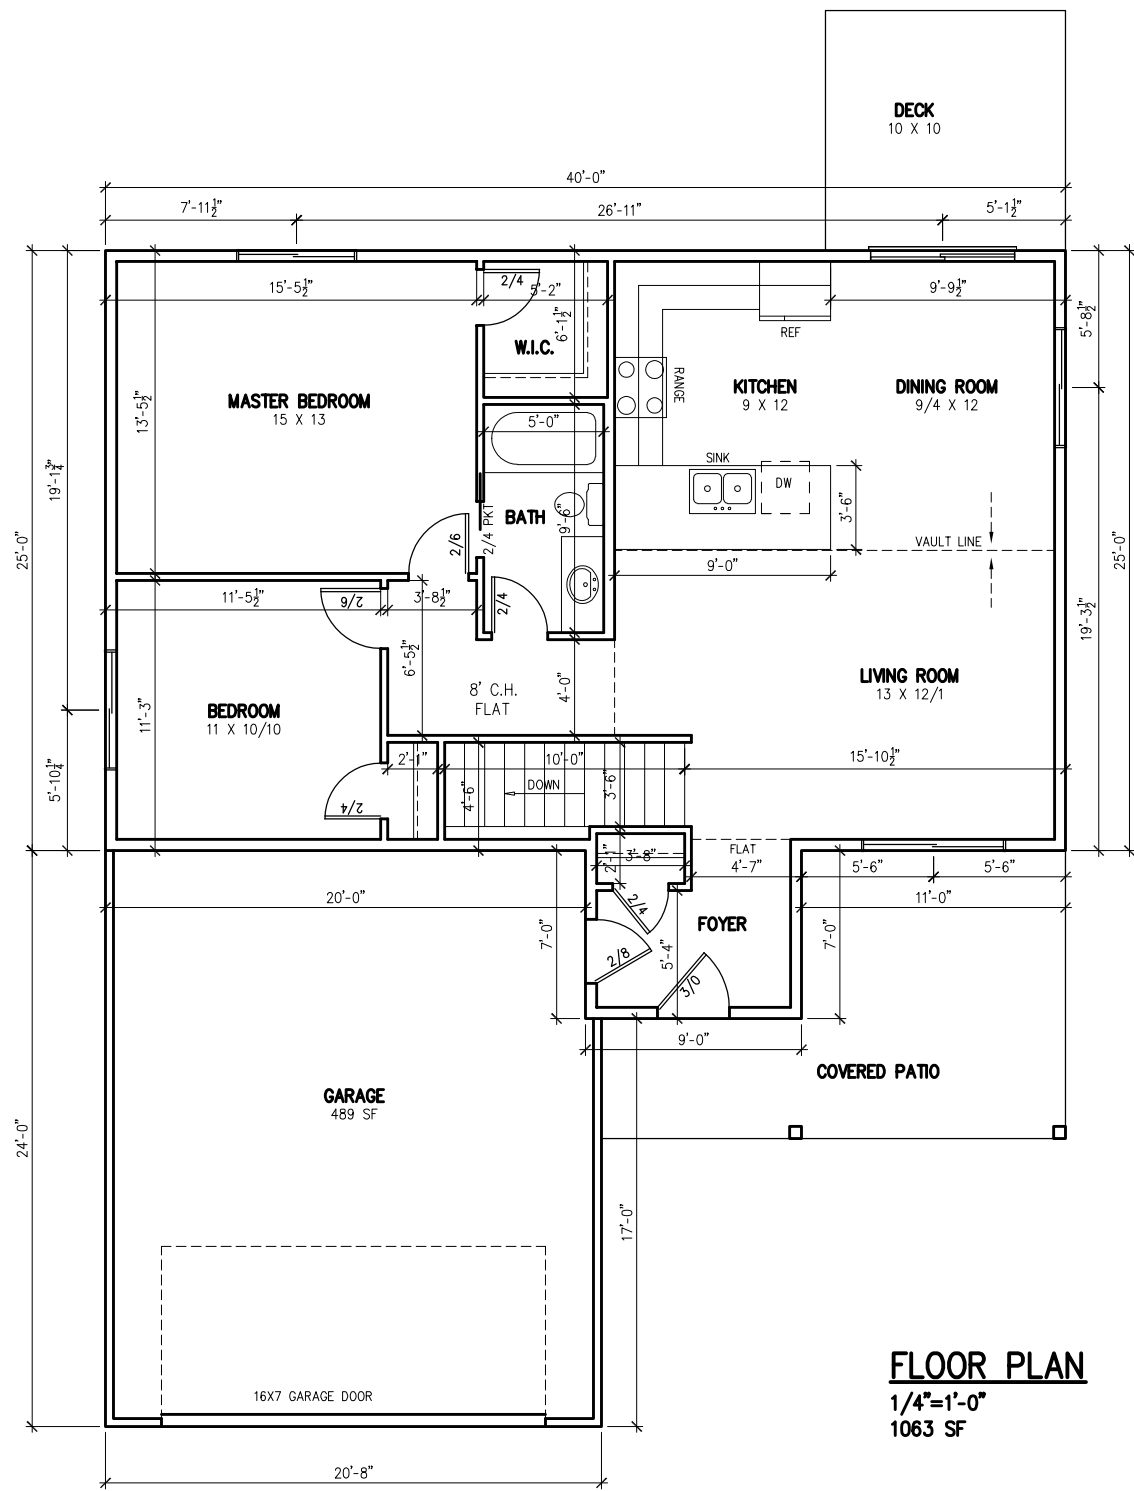 DECK
10 X 10
40'-0"
7'-11½"
26'-11"
5'-1½"
15'-5½"
2/4
5'-2"
9'-9½"
6'-1½"
5'-8½"
REF
W.I.C.
RANGE
KITCHEN
9 X 12
DINING ROOM
9/4 X 12
MASTER BEDROOM
15 X 13
13'-5½"
5'-0"
19'-1¾"
SINK
DW
3'-6"
BATH
9'-6"
2/4 PKT
2/6
25'-0"
VAULT LINE
25'-0"
9'-0"
11'-5½"
2/6
3'-8½"
2/4
19'-3½"
6'-5½"
LIVING ROOM
13 X 12/1
8' C.H.
FLAT
4'-0"
BEDROOM
11 X 10/10
11'-3"
5'-10¼"
2'-1"
10'-0"
15'-10½"
DOWN
4'-6"
3'-6"
2/4
FLAT
2'-1"
3'-8"
4'-7"
5'-6"
5'-6"
20'-0"
11'-0"
2/4
FOYER
7'-0"
2/8
5'-4"
7'-0"
3/0
9'-0"
COVERED PATIO
GARAGE
489 SF
24'-0"
17'-0"
16X7 GARAGE DOOR
FLOOR PLAN
1/4"=1'-0"
1063 SF
20'-8"